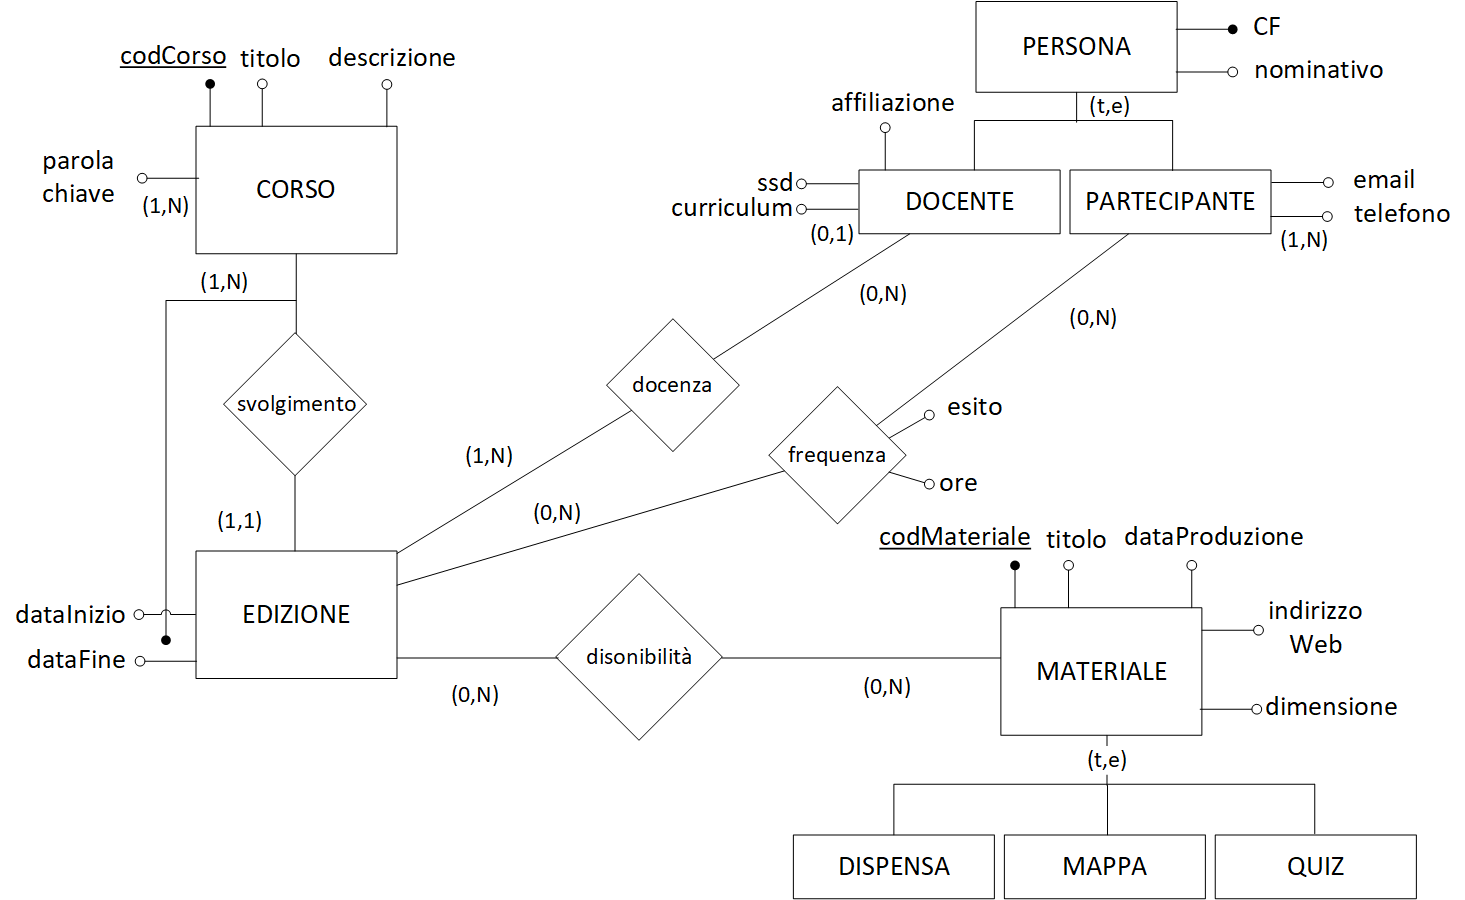 PERSONA
CF
nominativo
(t,e)
codCorso titolo descrizione
parola
chiave
(1,N)
CORSO
affiliazione
ssd
curriculum
(0,1)
DOCENTE
PARTECIPANTE
email
telefono
(1,N)
(1,N)
(0,N)
(0,N)
svolgimento
docenza
frequenza
esito
ore
(1,N)
(0,N)
(1,1)
codMateriale titolo dataProduzione
dataInizio
dataFine
EDIZIONE
disonibilità
(0,N)
(0,N)
MATERIALE
indirizzo
Web
dimensione
(t,e)
DISPENSA
MAPPA
QUIZ